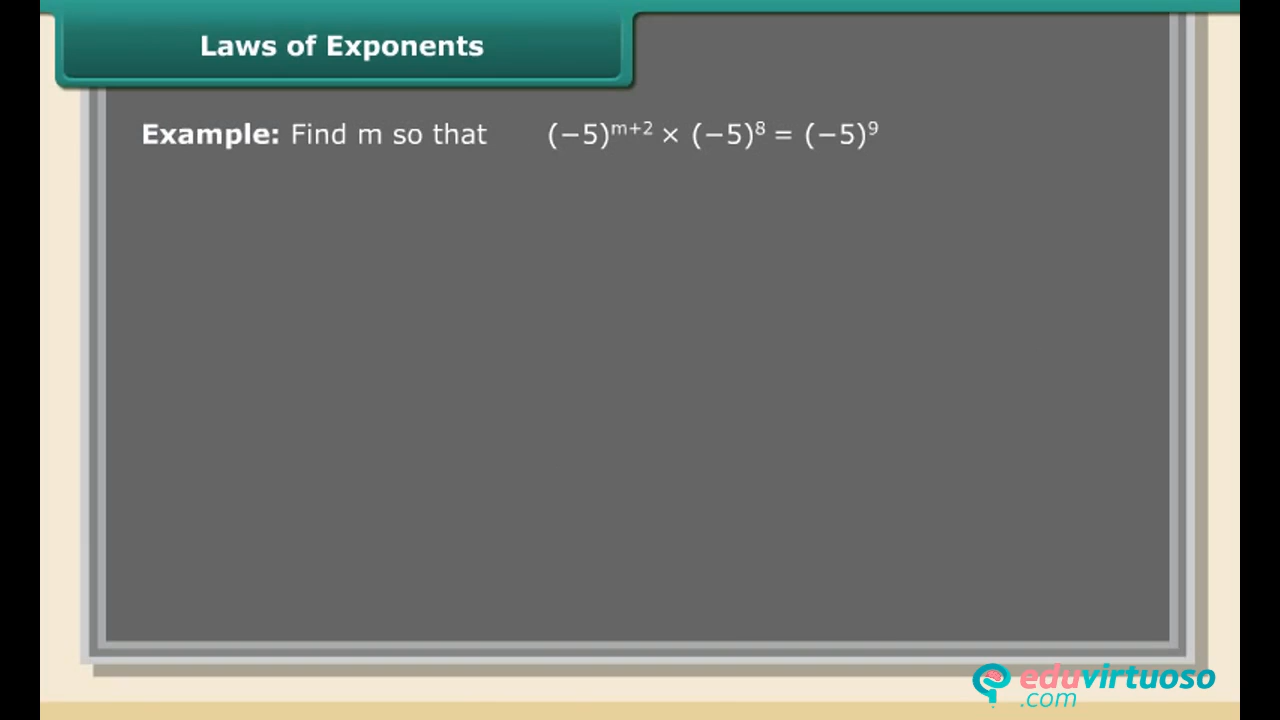 Laws of Exponents
Example: Find m so that (−5)ᵐ⁺² × (−5)⁸ = (−5)⁹
eduvirtuoso
.com